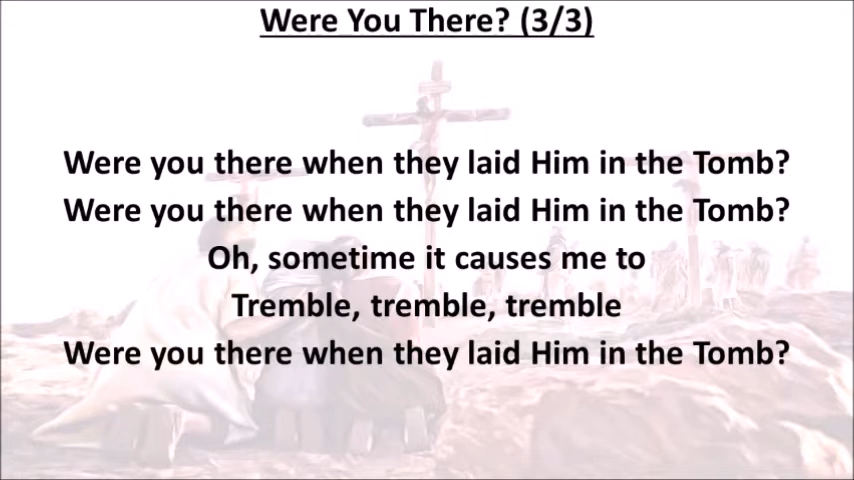 Were You There? (3/3)
Were you there when they laid Him in the Tomb?
Were you there when they laid Him in the Tomb?
Oh, sometime it causes me to
Tremble, tremble, tremble
Were you there when they laid Him in the Tomb?